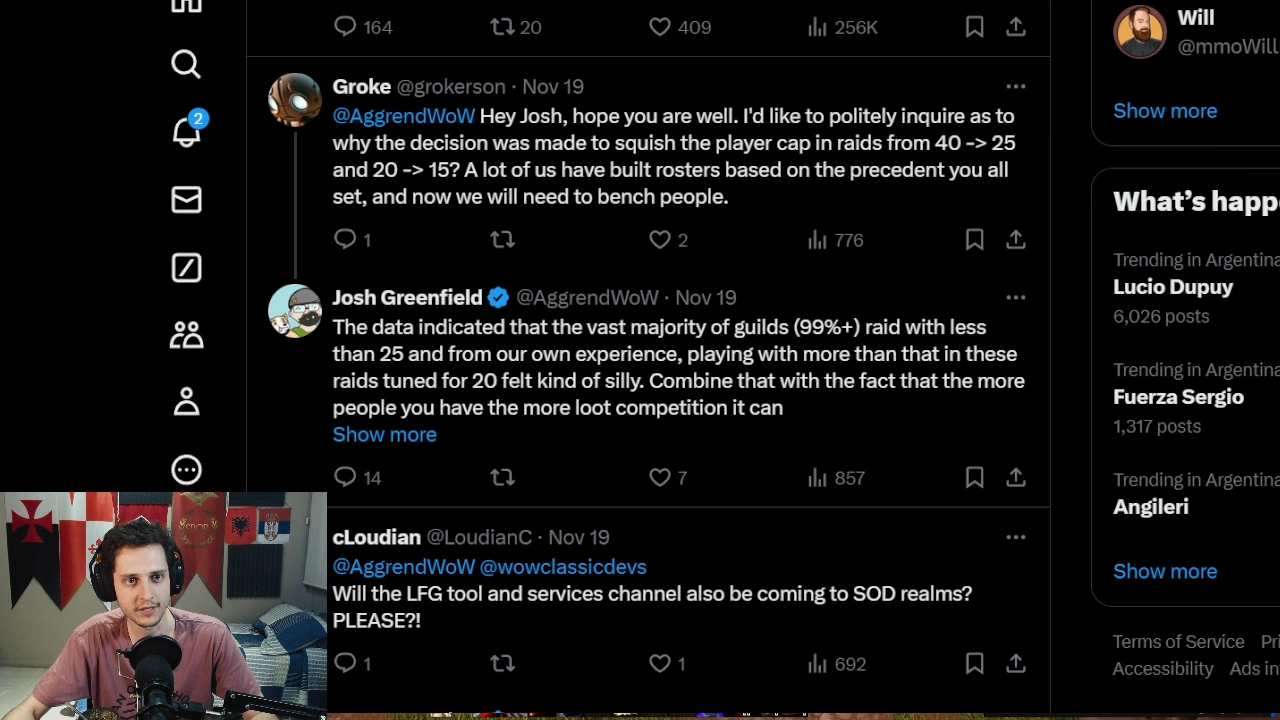 164
20
409
256K
Groke @grokerson · Nov 19
@AggrendWoW Hey Josh, hope you are well. I'd like to politely inquire as to
why the decision was made to squish the player cap in raids from 40 -> 25
and 20 -> 15? A lot of us have built rosters based on the precedent you all
set, and now we will need to bench people.
1
2
776
Josh Greenfield @AggrendWoW · Nov 19
The data indicated that the vast majority of guilds (99%+) raid with less
than 25 and from our own experience, playing with more than that in these
raids tuned for 20 felt kind of silly. Combine that with the fact that the more
people you have the more loot competition it can
Show more
14
7
857
cLoudian @LoudianC · Nov 19
@AggrendWoW @wowclassicdevs
Will the LFG tool and services channel also be coming to SOD realms?
PLEASE?!
1
1
692
2
Will
@mmoWill
Show more
What's happe
Trending in Argentina
Lucio Dupuy
6,026 posts
Trending in Argentina
Fuerza Sergio
1,317 posts
Trending in Argentina
Angileri
Show more
Terms of Service Pri
Accessibility Ads in